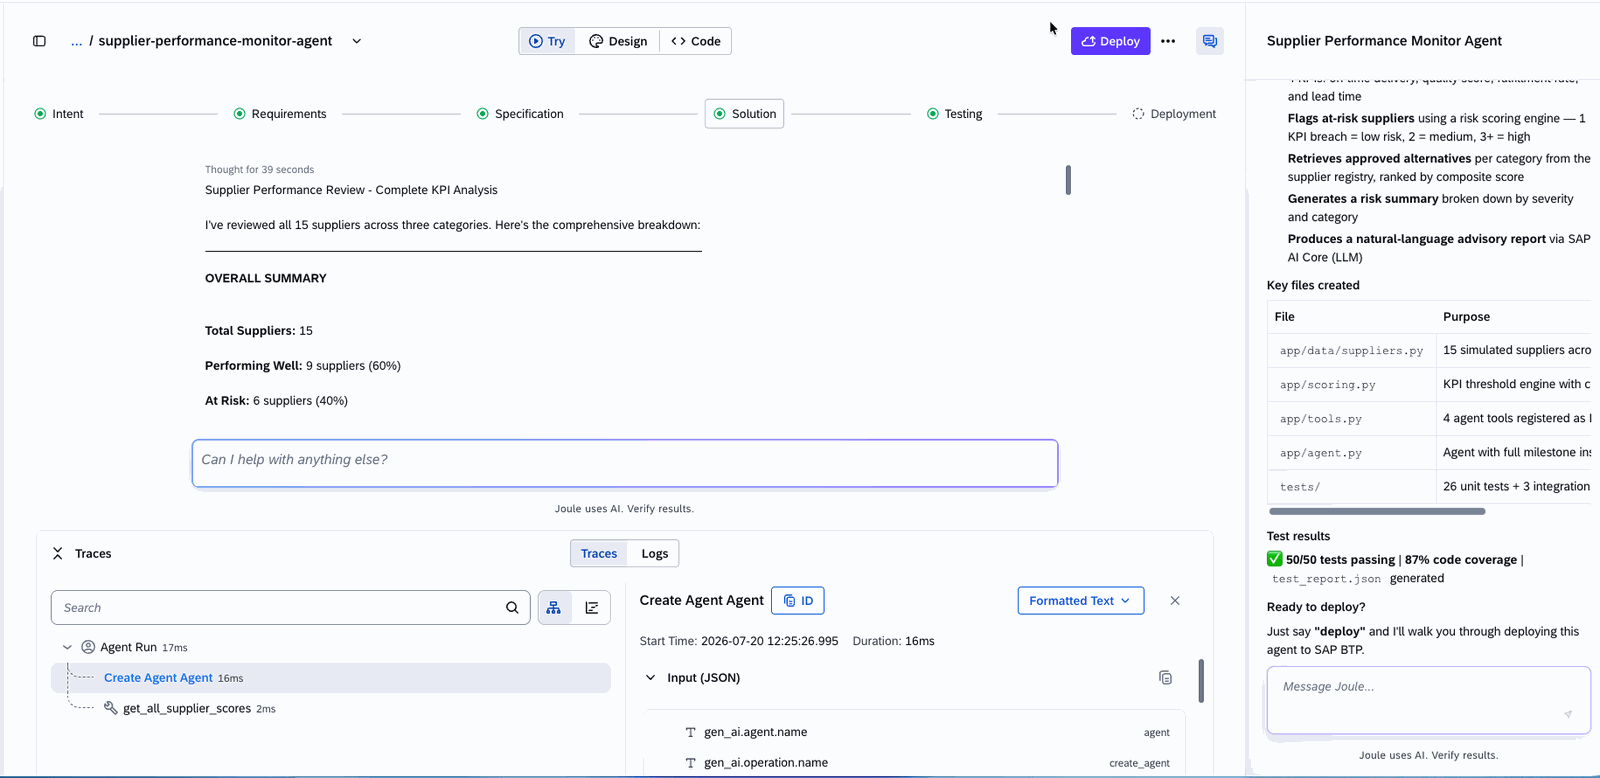 ... / supplier-performance-monitor-agent
Try Design Code
Deploy
Intent Requirements Specification Solution Testing Deployment
Thought for 39 seconds
Supplier Performance Review - Complete KPI Analysis
I've reviewed all 15 suppliers across three categories. Here's the comprehensive breakdown:
OVERALL SUMMARY
Total Suppliers: 15
Performing Well: 9 suppliers (60%)
At Risk: 6 suppliers (40%)
Can I help with anything else?
Joule uses AI. Verify results.
Traces
Traces Logs
Search
Agent Run 17ms
Create Agent Agent 16ms
get_all_supplier_scores 2ms
Create Agent Agent ID Formatted Text
Start Time: 2026-07-20 12:25:26.995 Duration: 16ms
Input (JSON)
gen_ai.agent.name agent
gen_ai.operation.name create_agent
Supplier Performance Monitor Agent
4 KPIs: on-time delivery, quality score, fulfillment rate,
and lead time
Flags at-risk suppliers using a risk scoring engine — 1
KPI breach = low risk, 2 = medium, 3+ = high
Retrieves approved alternatives per category from the
supplier registry, ranked by composite score
Generates a risk summary broken down by severity
and category
Produces a natural-language advisory report via SAP
AI Core (LLM)
Key files created
File Purpose
app/data/suppliers.py 15 simulated suppliers acro
app/scoring.py KPI threshold engine with c
app/tools.py 4 agent tools registered as
app/agent.py Agent with full milestone ins
tests/ 26 unit tests + 3 integration
Test results
✅ 50/50 tests passing | 87% code coverage |
test_report.json generated
Ready to deploy?
Just say "deploy" and I'll walk you through deploying this
agent to SAP BTP.
Message Joule...
Joule uses AI. Verify results.